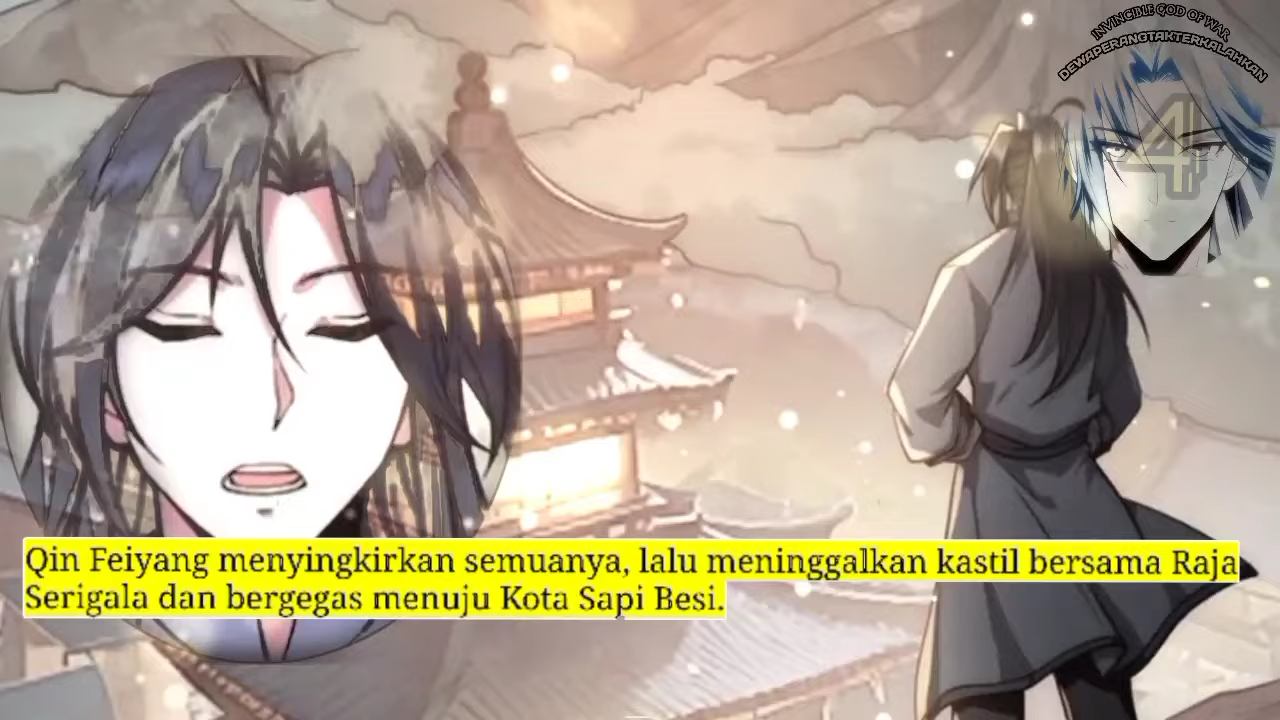 INVINCIBLE GOD OF WAR
DEWAPERANGTAKTERKALAHKAN
4
Qin Feiyang menyingkirkan semuanya, lalu meninggalkan kastil bersama Raja
Serigala dan bergegas menuju Kota Sapi Besi.